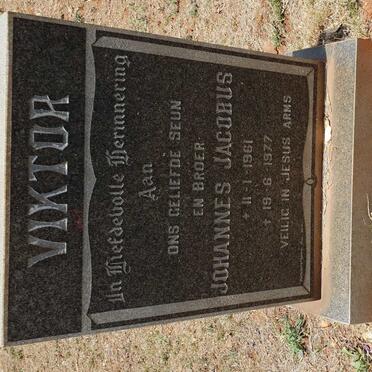 VIKTOR
In Liefdevolle Herinnering
Aan
ONS GELIEFDE SEUN
EN BROER
JOHANNES JACOBUS
* 11-1-1961
† 19-6-1977
VEILIG IN JESUS ARMS